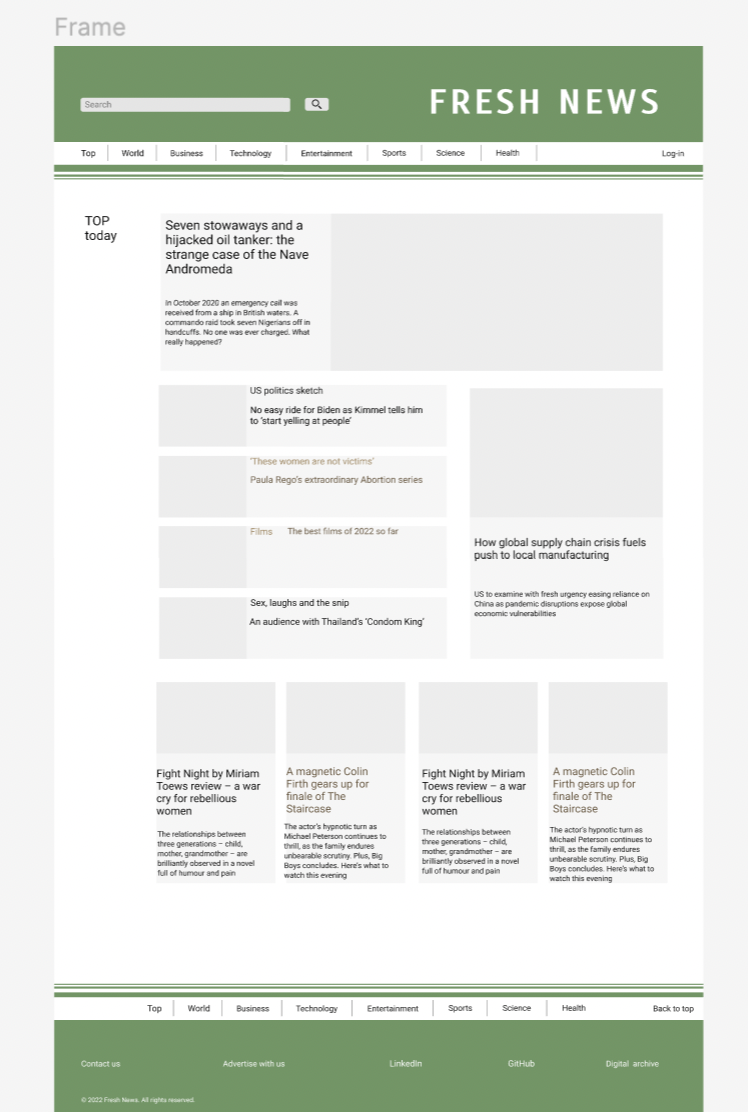 Frame
Search
FRESH NEWS
Top World Business Technology Entertainment Sports Science Health Log-in
TOP
today
Seven stowaways and a
hijacked oil tanker: the
strange case of the Nave
Andromeda
In October 2020 an emergency call was
received from a ship in British waters. A
commando raid took seven Nigerians off in
handcuffs. No one was ever charged. What
really happened?
US politics sketch
No easy ride for Biden as Kimmel tells him
to ‘start yelling at people’
‘These women are not victims’
Paula Rego’s extraordinary Abortion series
Films The best films of 2022 so far
Sex, laughs and the snip
An audience with Thailand’s ‘Condom King’
How global supply chain crisis fuels
push to local manufacturing
US to examine with fresh urgency easing reliance on
China as pandemic disruptions expose global
economic vulnerabilities
Fight Night by Miriam
Toews review – a war
cry for rebellious
women
The relationships between
three generations – child,
mother, grandmother – are
brilliantly observed in a novel
full of humour and pain
A magnetic Colin
Firth gears up for
finale of The
Staircase
The actor’s hypnotic turn as
Michael Peterson continues to
thrill, as the family endures
unbearable scrutiny. Plus, Big
Boys concludes. Here’s what to
watch this evening
Fight Night by Miriam
Toews review – a war
cry for rebellious
women
The relationships between
three generations – child,
mother, grandmother – are
brilliantly observed in a novel
full of humour and pain
A magnetic Colin
Firth gears up for
finale of The
Staircase
The actor’s hypnotic turn as
Michael Peterson continues to
thrill, as the family endures
unbearable scrutiny. Plus, Big
Boys concludes. Here’s what to
watch this evening
Top World Business Technology Entertainment Sports Science Health Back to top
Contact us Advertise with us LinkedIn GitHub Digital archive
© 2022 Fresh News. All rights reserved.